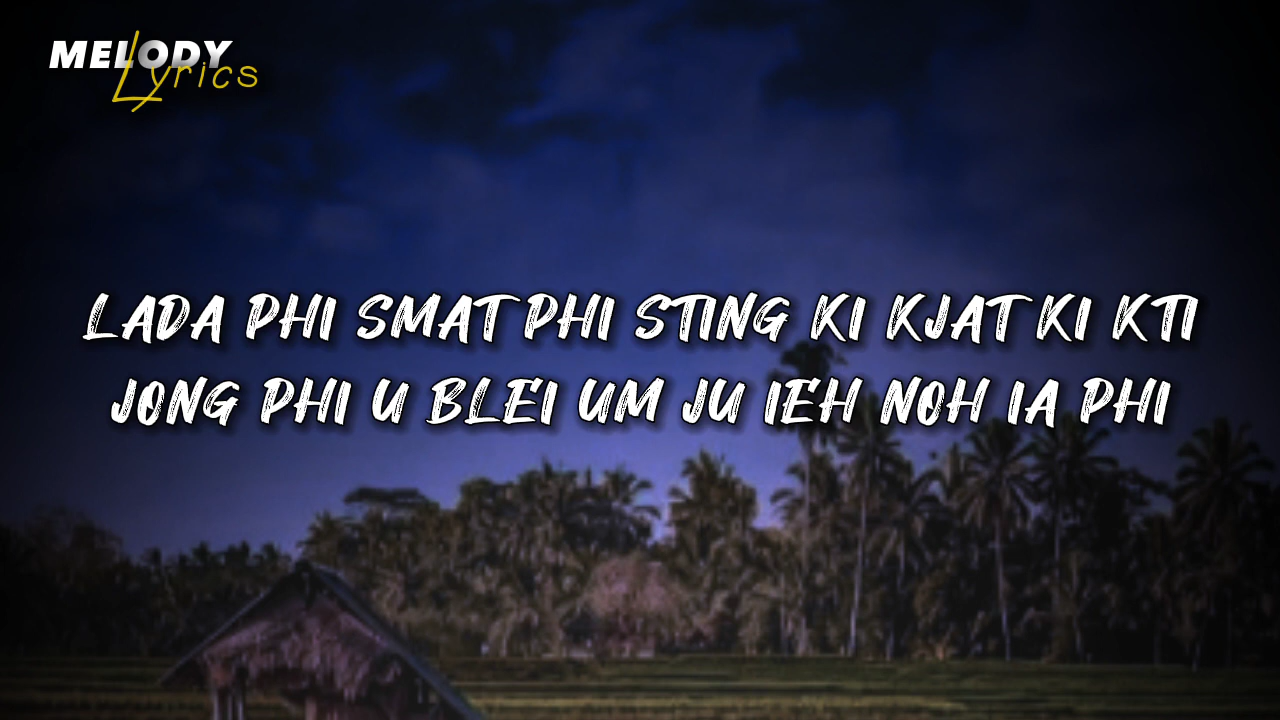 MELODY
Lyrics
LADA PHI SMAT PHI STING KI KJAT KI KTI
JONG PHI U BLEI UM JU IEH NOH IA PHI